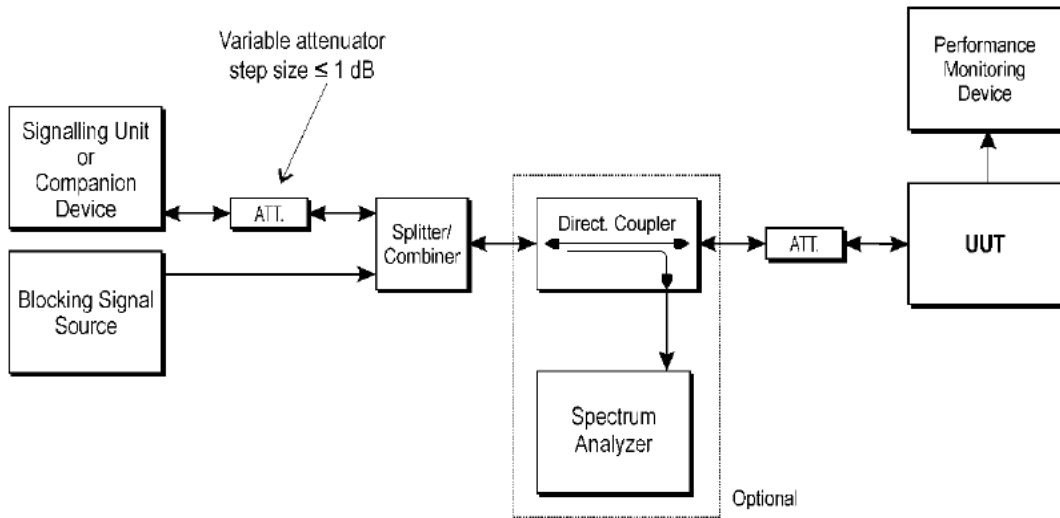 Variable attenuator
step size ≤ 1 dB
Performance
Monitoring
Device
Signalling Unit
or
Companion
Device
ATT.
Splitter/
Combiner
Direct. Coupler
ATT.
UUT
Blocking Signal
Source
Spectrum
Analyzer
Optional